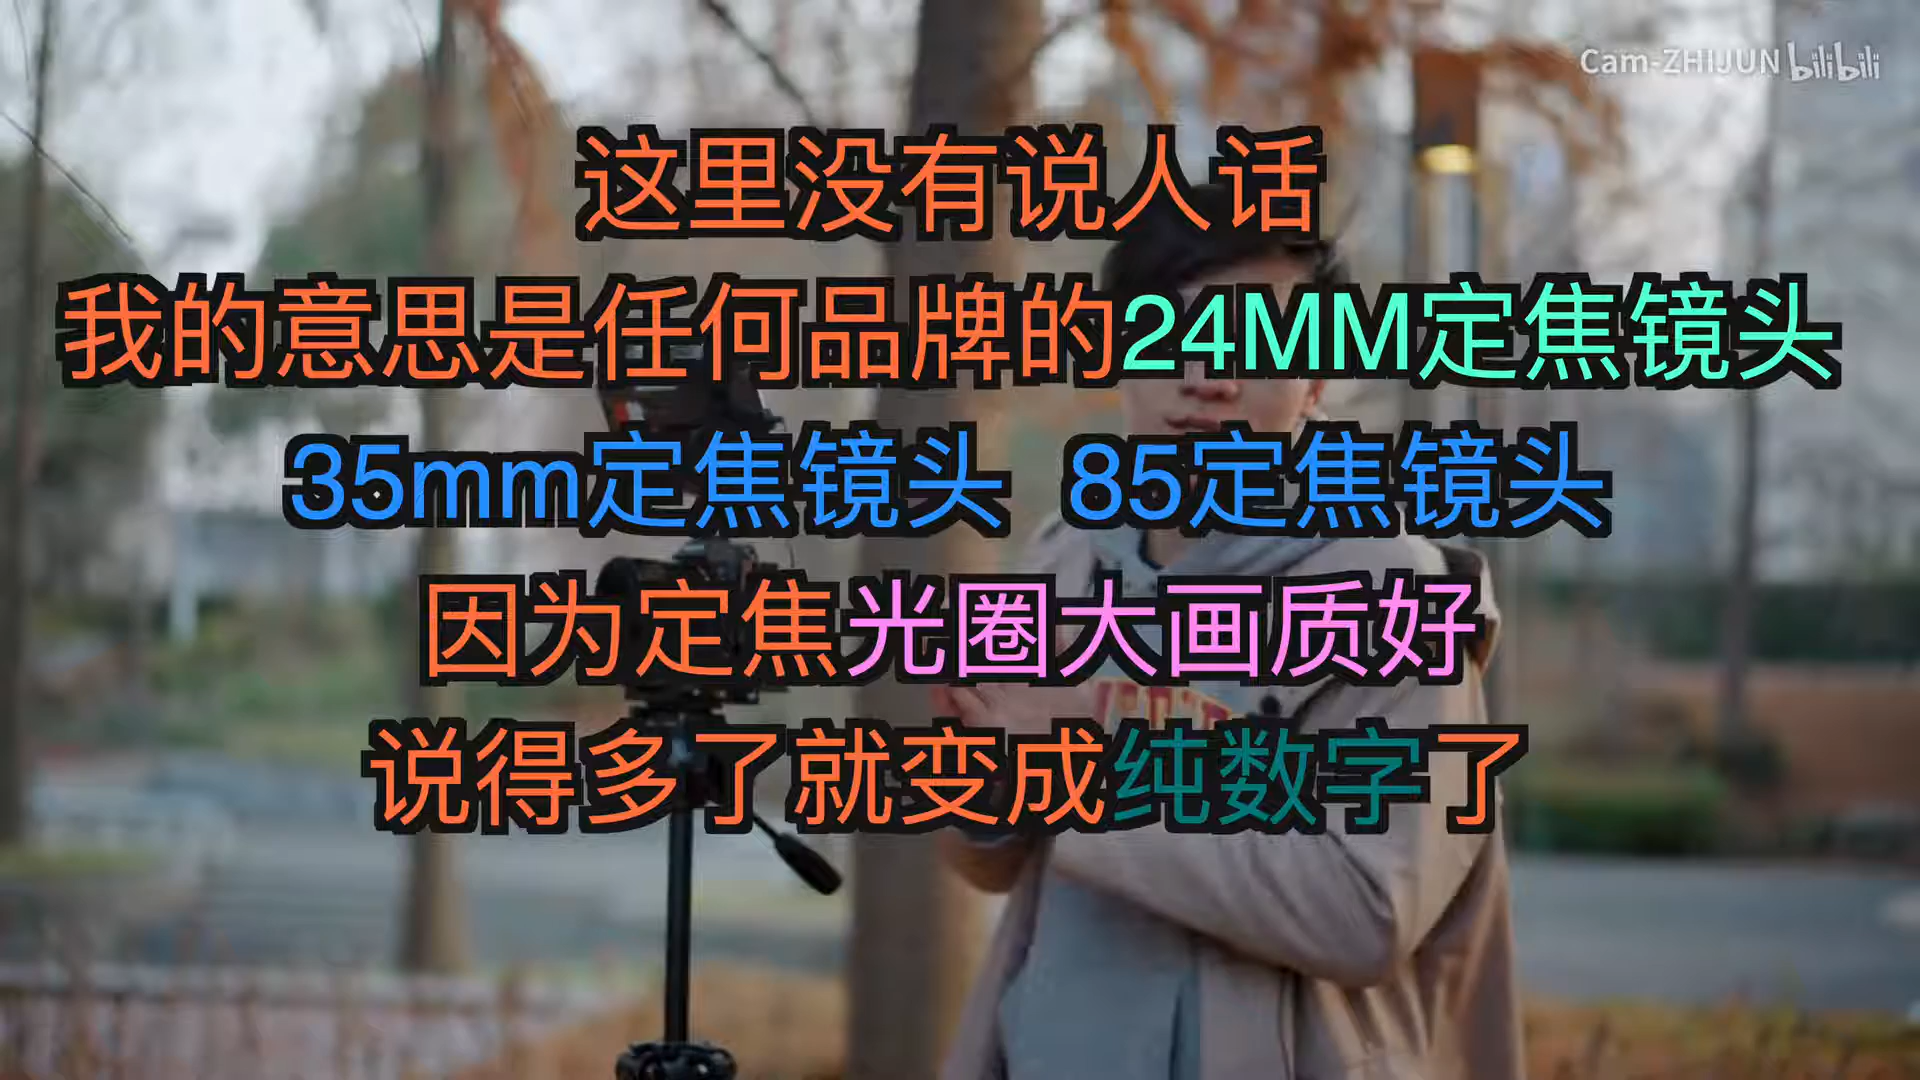 Cam-ZHIJUN bilibili
这里没有说人话
我的意思是任何品牌的24MM定焦镜头
35mm定焦镜头 85定焦镜头
因为定焦光圈大画质好
说得多了就变成纯数字了